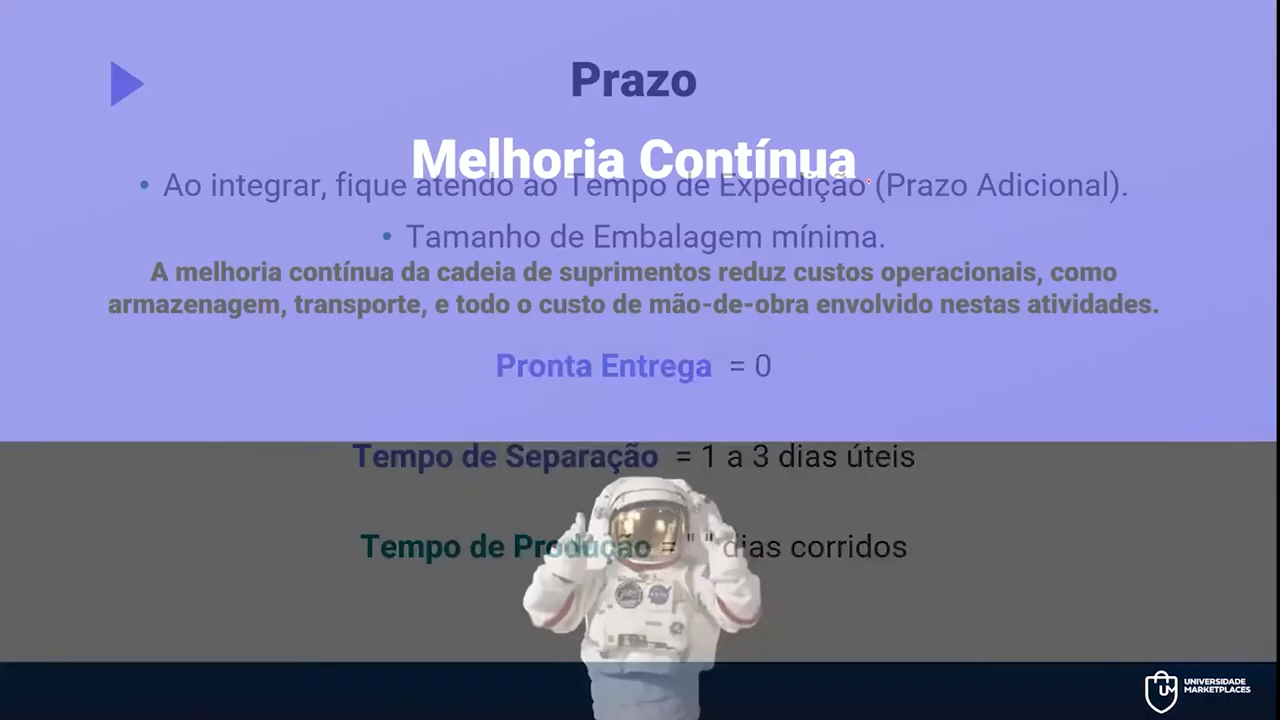 Prazo
Melhoria Contínua
• Ao integrar, fique atendo ao Tempo de Expedição (Prazo Adicional).
• Tamanho de Embalagem mínima.
A melhoria contínua da cadeia de suprimentos reduz custos operacionais, como
armazenagem, transporte, e todo o custo de mão-de-obra envolvido nestas atividades.
Pronta Entrega = 0
Tempo de Separação = 1 a 3 dias úteis
Tempo de Produção = " " dias corridos
UM UNIVERSIDADE
MARKETPLACES